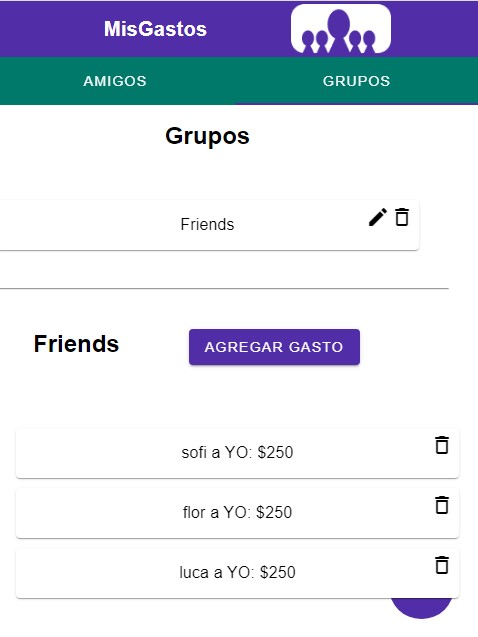 MisGastos
AMIGOS GRUPOS
Grupos
Friends
Friends AGREGAR GASTO
sofi a YO: $250
flor a YO: $250
luca a YO: $250